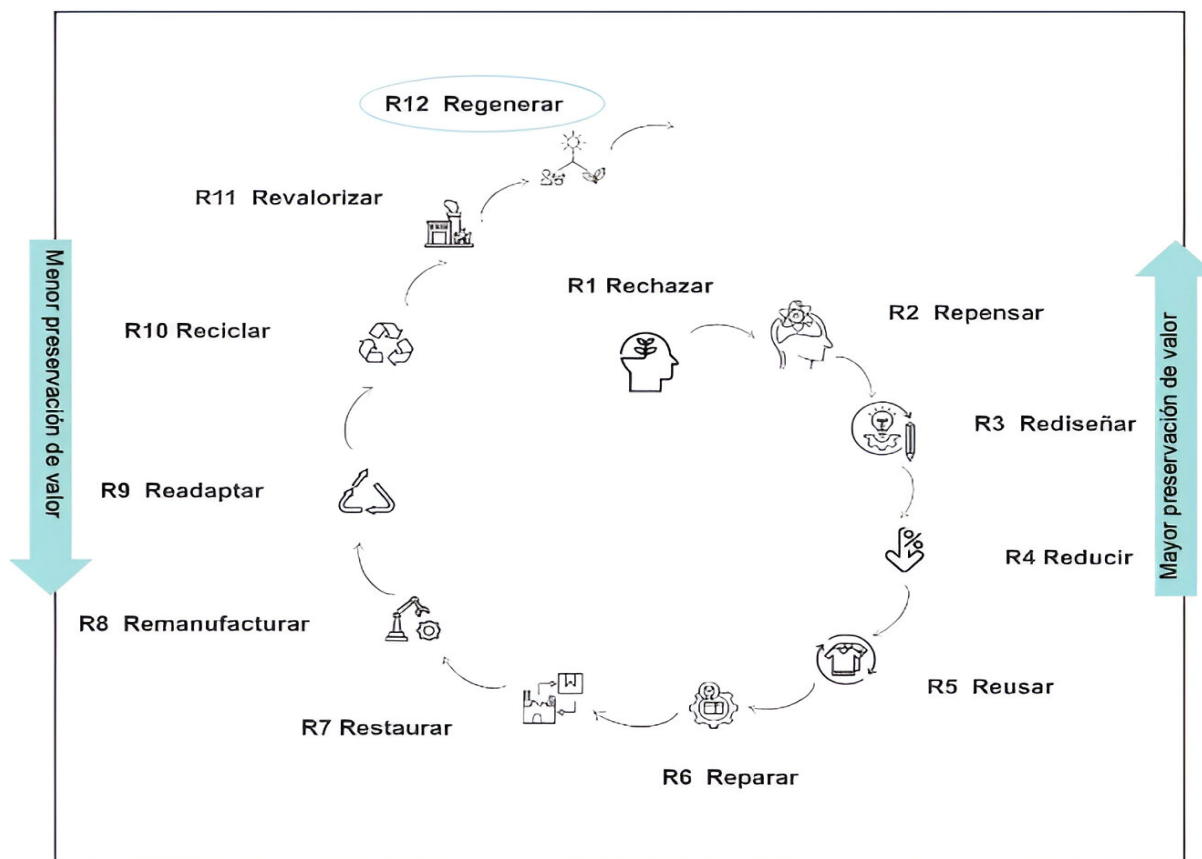 R12 Regenerar
R11 Revalorizar
R1 Rechazar
R2 Repensar
R10 Reciclar
R3 Rediseñar
R9 Readaptar
R4 Reducir
R8 Remanufacturar
R5 Reusar
R7 Restaurar
R6 Reparar
Menor preservación de valor
Mayor preservación de valor
%